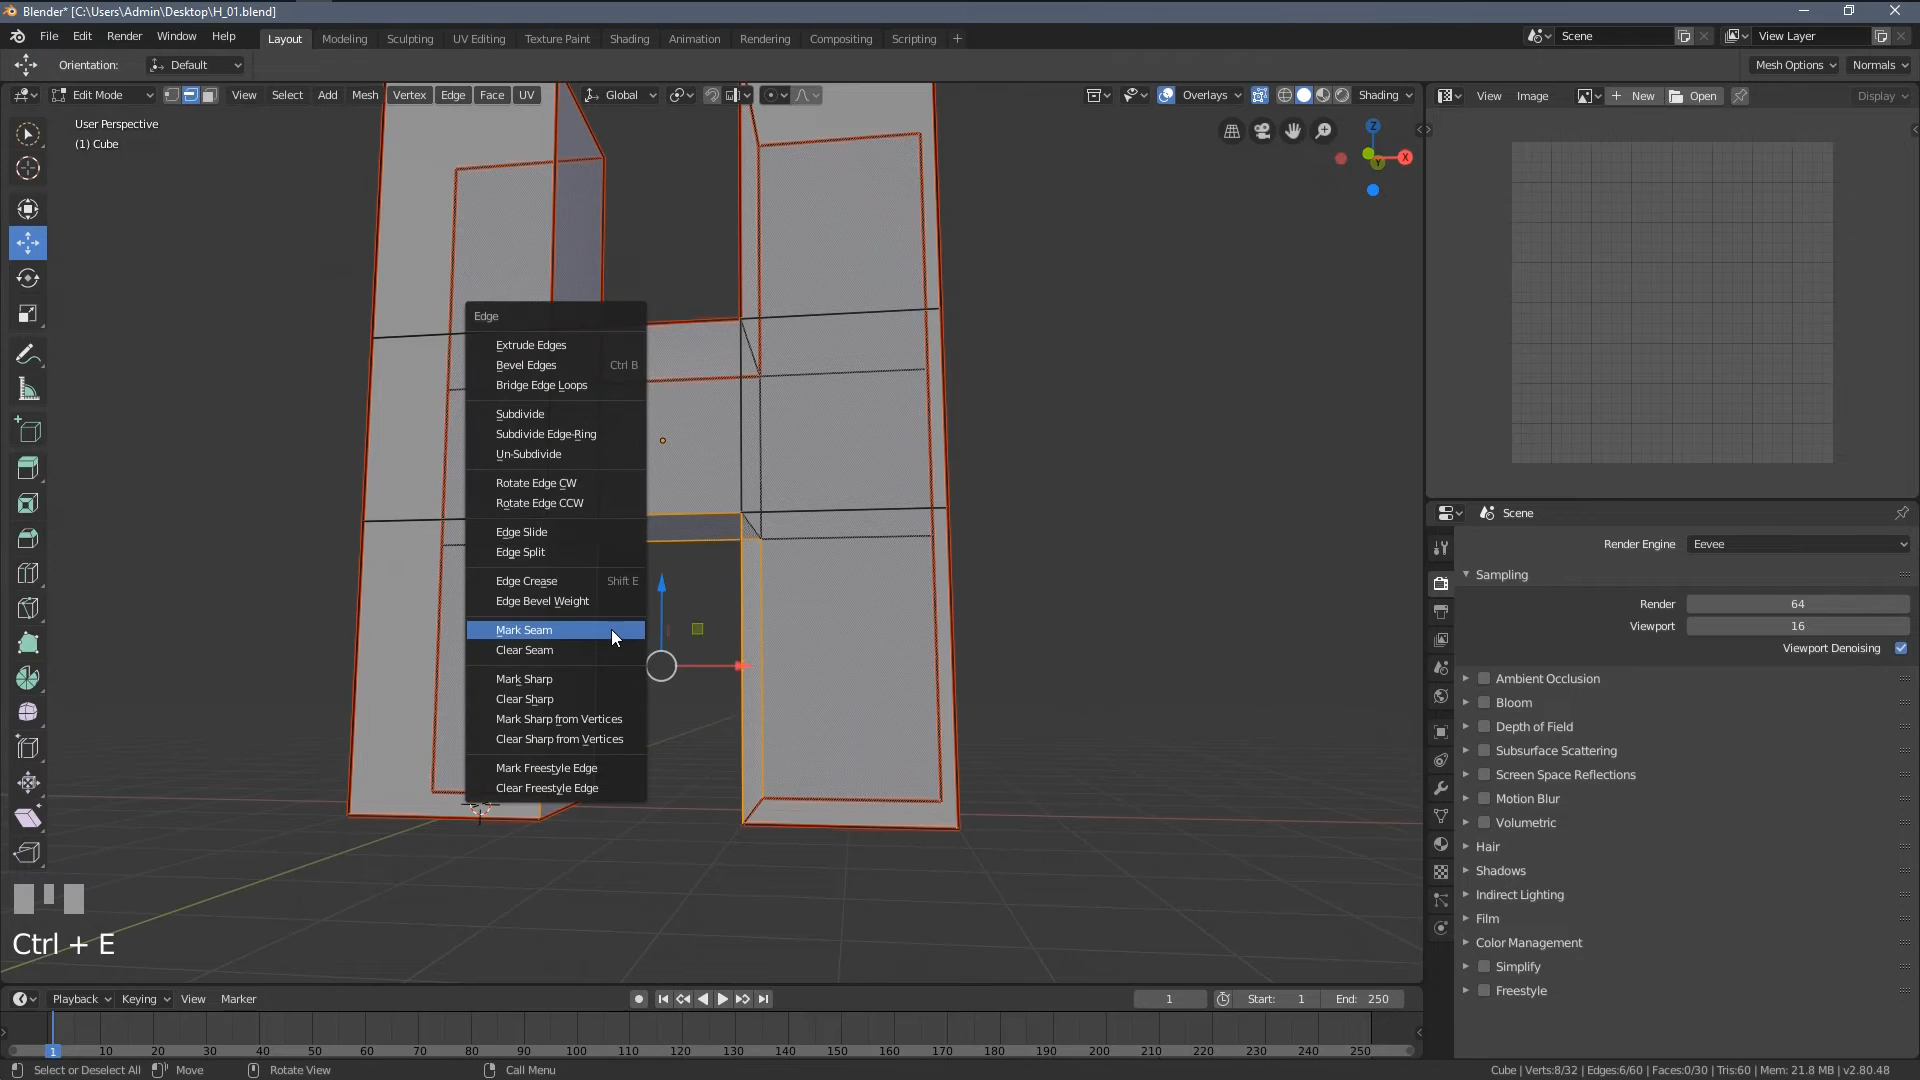 Blender* [C:\Users\Admin\Desktop\H_01.blend]
File Edit Render Window Help Layout Modeling Sculpting UV Editing Texture Paint Shading Animation Rendering Compositing Scripting + Scene View Layer
Orientation: Default Mesh Options Normals
Edit Mode View Select Add Mesh Vertex Edge Face UV Global Overlays Shading View Image New Open Display
User Perspective
(1) Cube
Z
X
Y
Edge
Extrude Edges
Bevel Edges Ctrl B
Bridge Edge Loops
Subdivide
Subdivide Edge-Ring
Un-Subdivide
Rotate Edge CW
Rotate Edge CCW
Edge Slide
Edge Split
Edge Crease Shift E
Edge Bevel Weight
Mark Seam
Clear Seam
Mark Sharp
Clear Sharp
Mark Sharp from Vertices
Clear Sharp from Vertices
Mark Freestyle Edge
Clear Freestyle Edge
Scene
Render Engine Eevee
Sampling
Render 64
Viewport 16
Viewport Denoising
Ambient Occlusion
Bloom
Depth of Field
Subsurface Scattering
Screen Space Reflections
Motion Blur
Volumetric
Hair
Shadows
Indirect Lighting
Film
Color Management
Simplify
Freestyle
Ctrl + E
Playback Keying View Marker 1 Start: 1 End: 250
1 10 20 30 40 50 60 70 80 90 100 110 120 130 140 150 160 170 180 190 200 210 220 230 240 250
Select or Deselect All Move Rotate View Call Menu Cube | Verts:8/32 | Edges:6/60 | Faces:0/30 | Tris:60 | Mem: 21.8 MB | v2.80.48